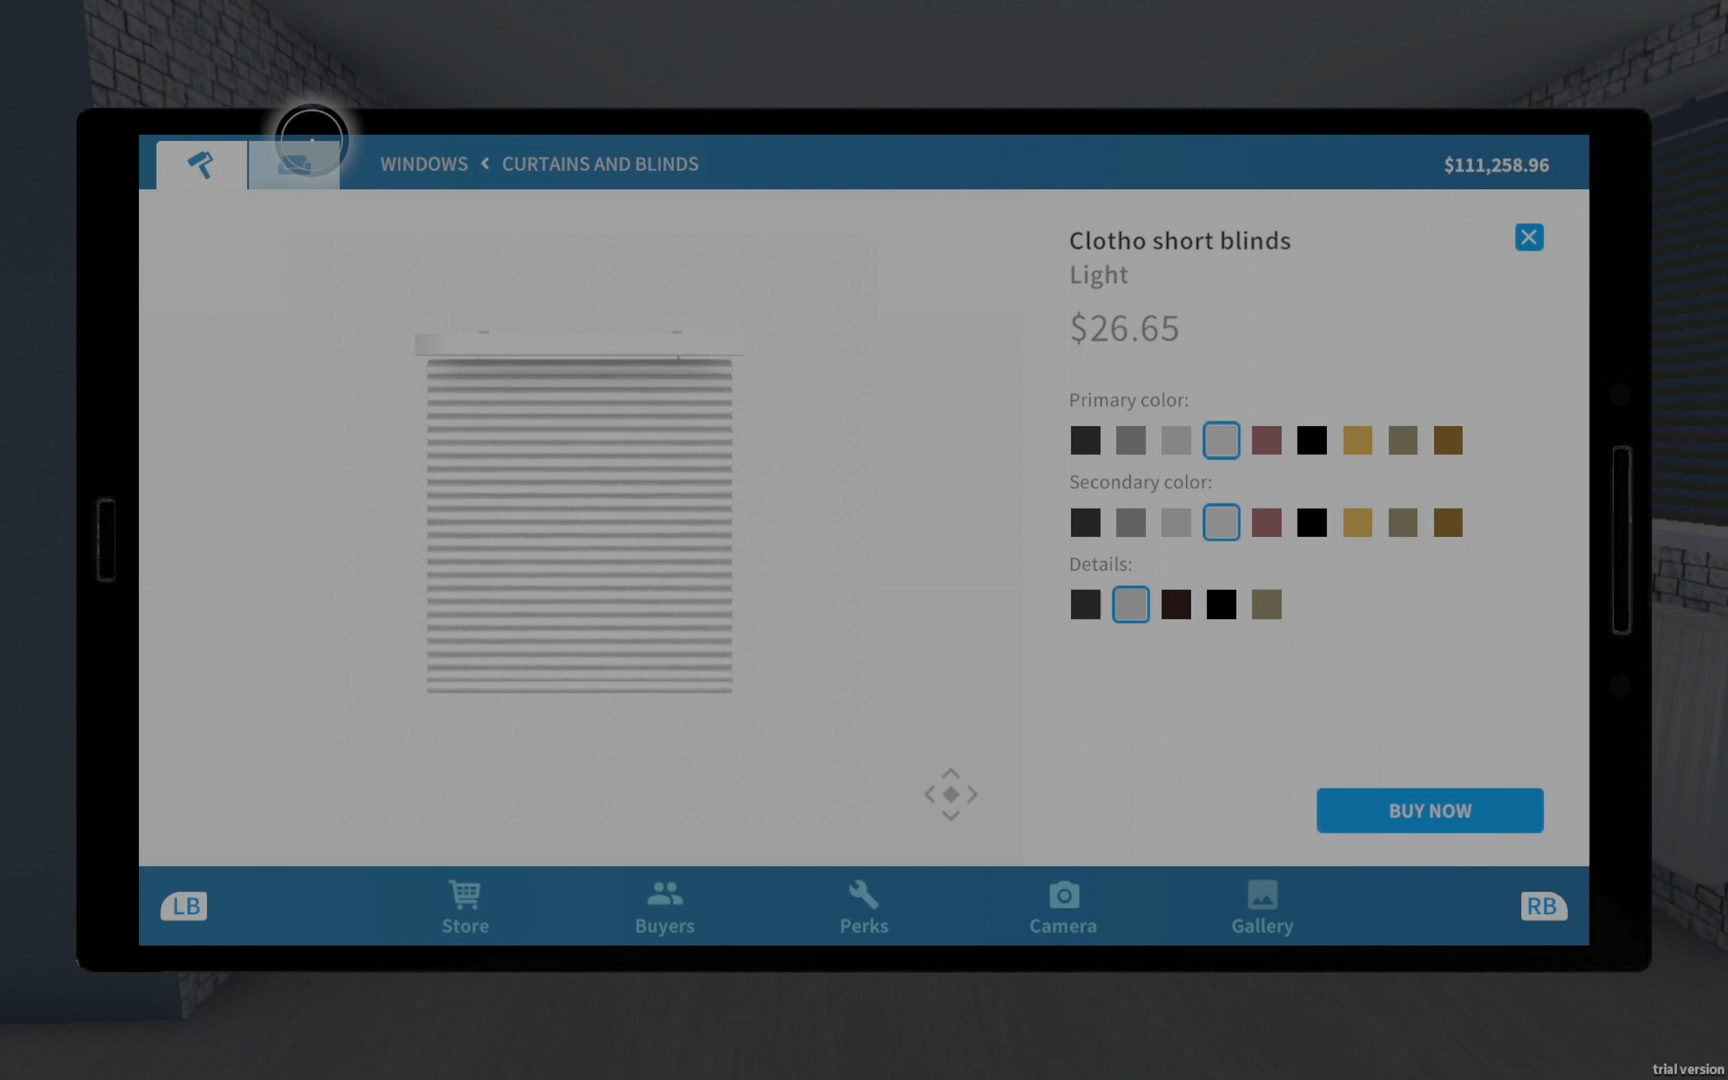 WINDOWS < CURTAINS AND BLINDS
$111,258.96
Clotho short blinds
Light
$26.65
Primary color:
Secondary color:
Details:
BUY NOW
LB
Store
Buyers
Perks
Camera
Gallery
RB
trial version